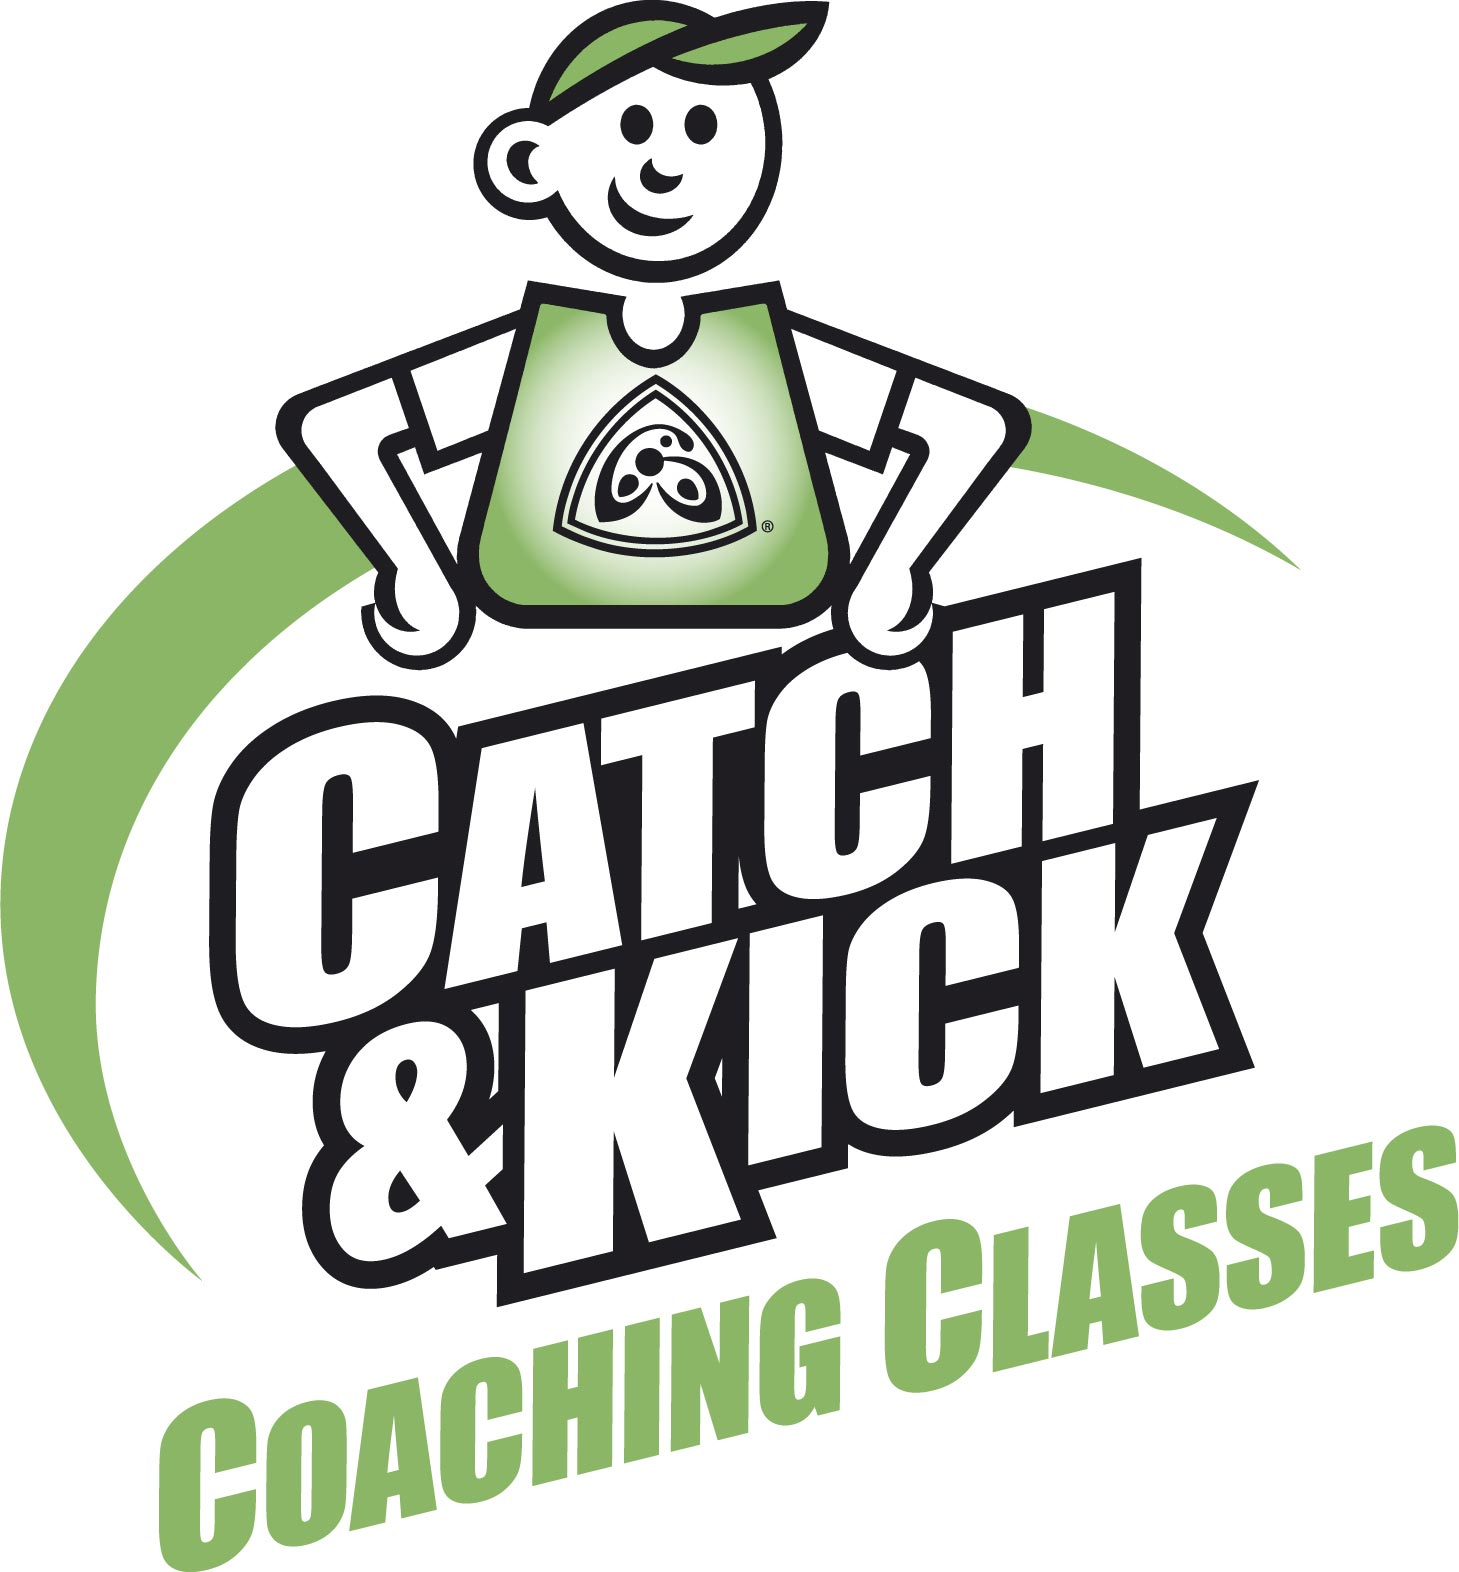 ®
CATCH
& KICK
COACHING CLASSES